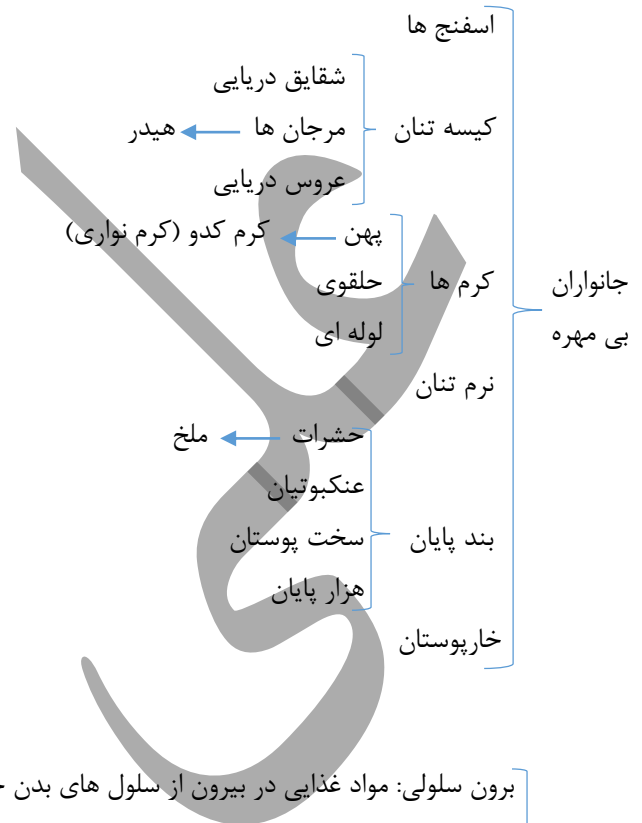 اسفنج ها
شقایق دریایی
کیسه تنان
مرجان ها
هیدر
عروس دریایی
پهن
کرم کدو (کرم نواری)
جانواران
کرم ها
حلقوی
بی مهره
لوله ای
نرم تنان
حشرات
ملخ
عنکبوتیان
بند پایان
سخت پوستان
هزار پایان
خارپوستان
برون سلولی: مواد غذایی در بیرون از سلول های بدن